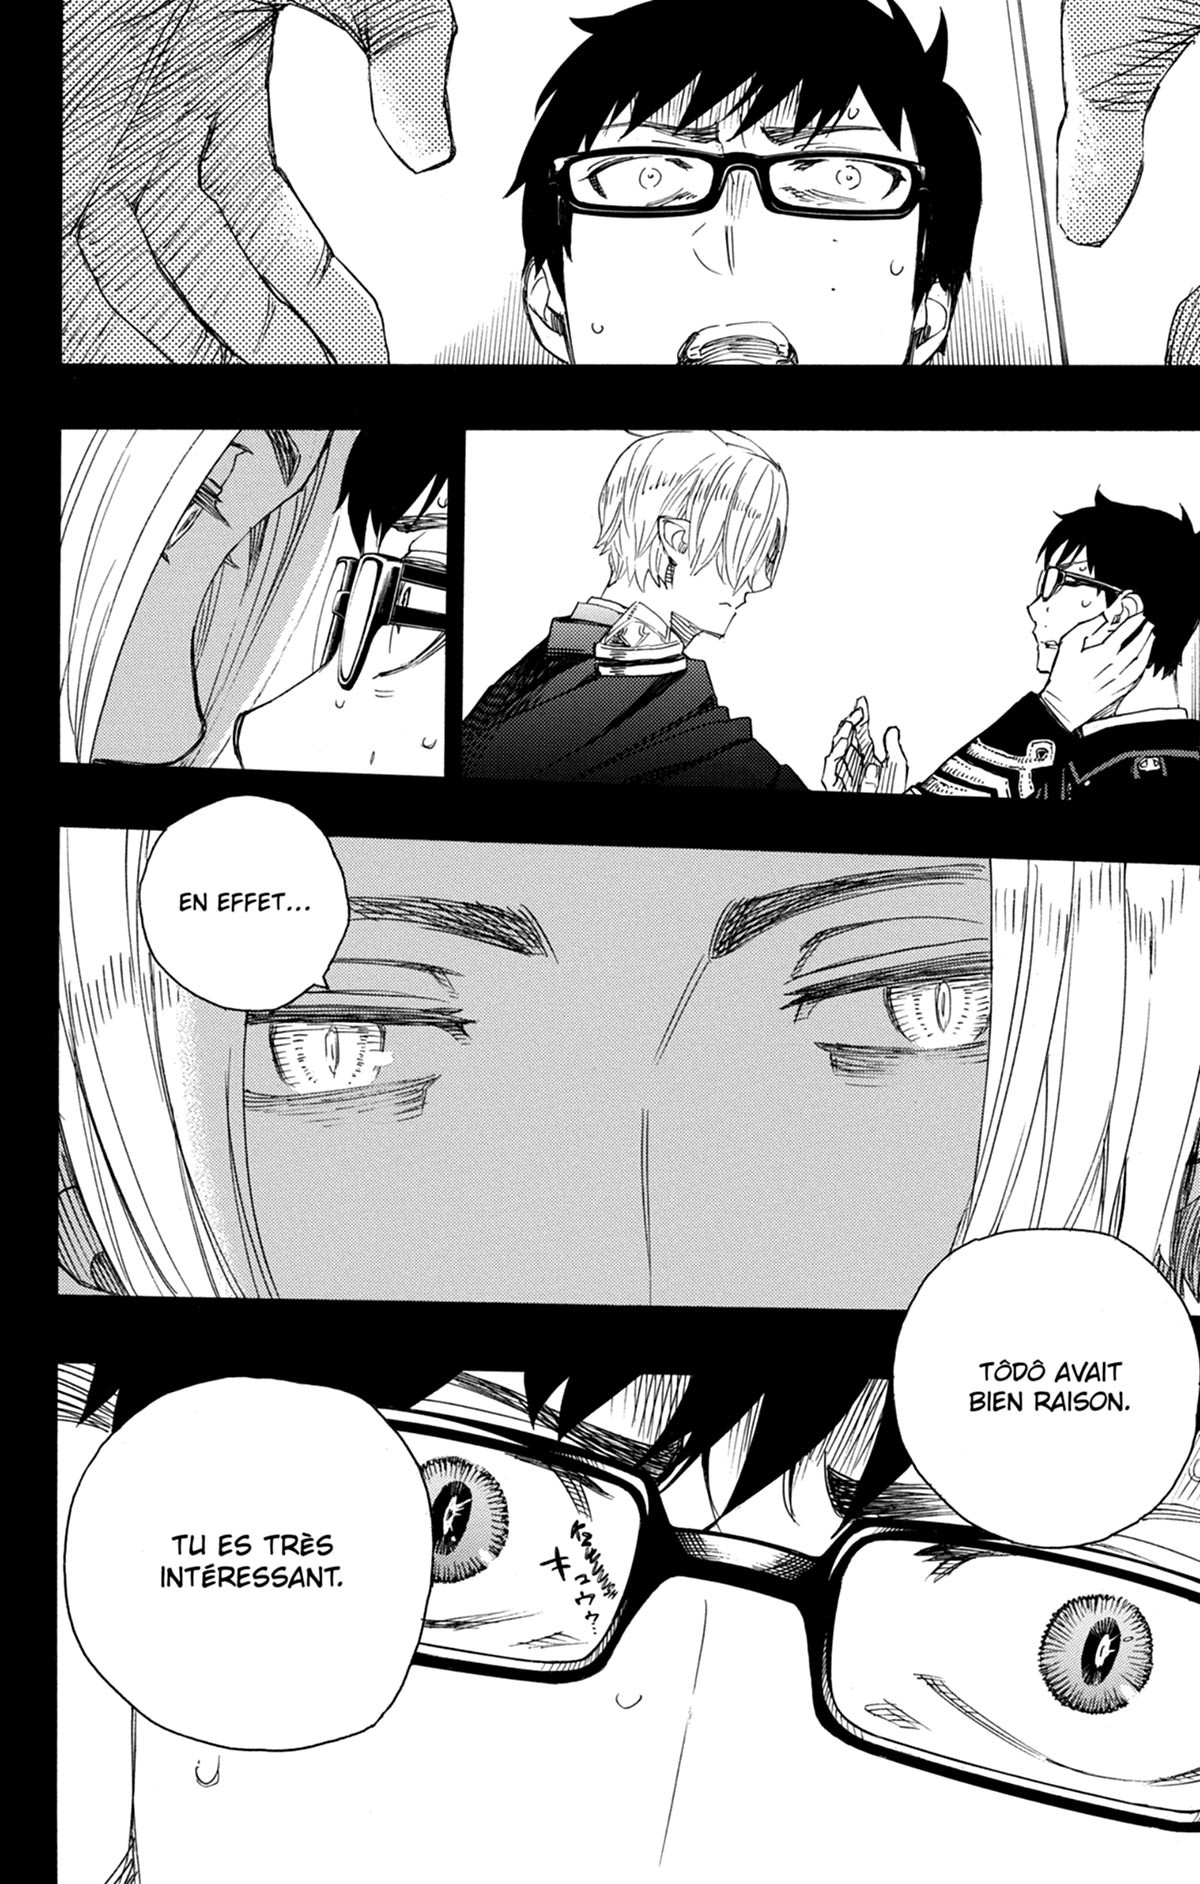 EN EFFET...
TÔDÔ AVAIT
BIEN RAISON.
TU ES TRÈS
INTÉRESSANT.
キュウゥ…